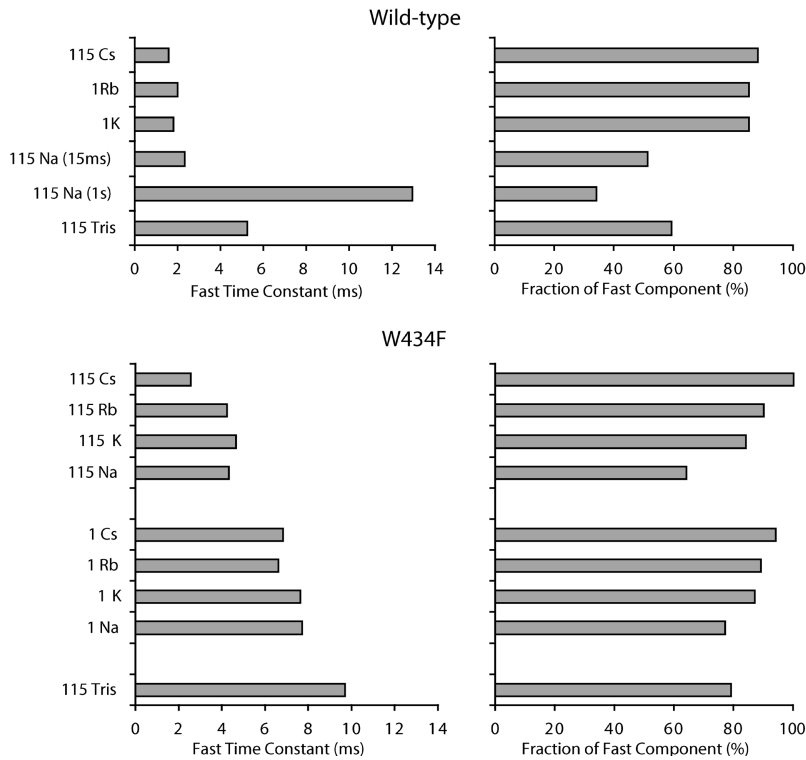 Wild-type
115 Cs
1Rb
1K
115 Na (15ms)
115 Na (1s)
115 Tris
0 2 4 6 8 10 12 14
Fast Time Constant (ms)
0 20 40 60 80 100
Fraction of Fast Component (%)
W434F
115 Cs
115 Rb
115 K
115 Na
1 Cs
1 Rb
1 K
1 Na
115 Tris
0 2 4 6 8 10 12 14
Fast Time Constant (ms)
0 20 40 60 80 100
Fraction of Fast Component (%)